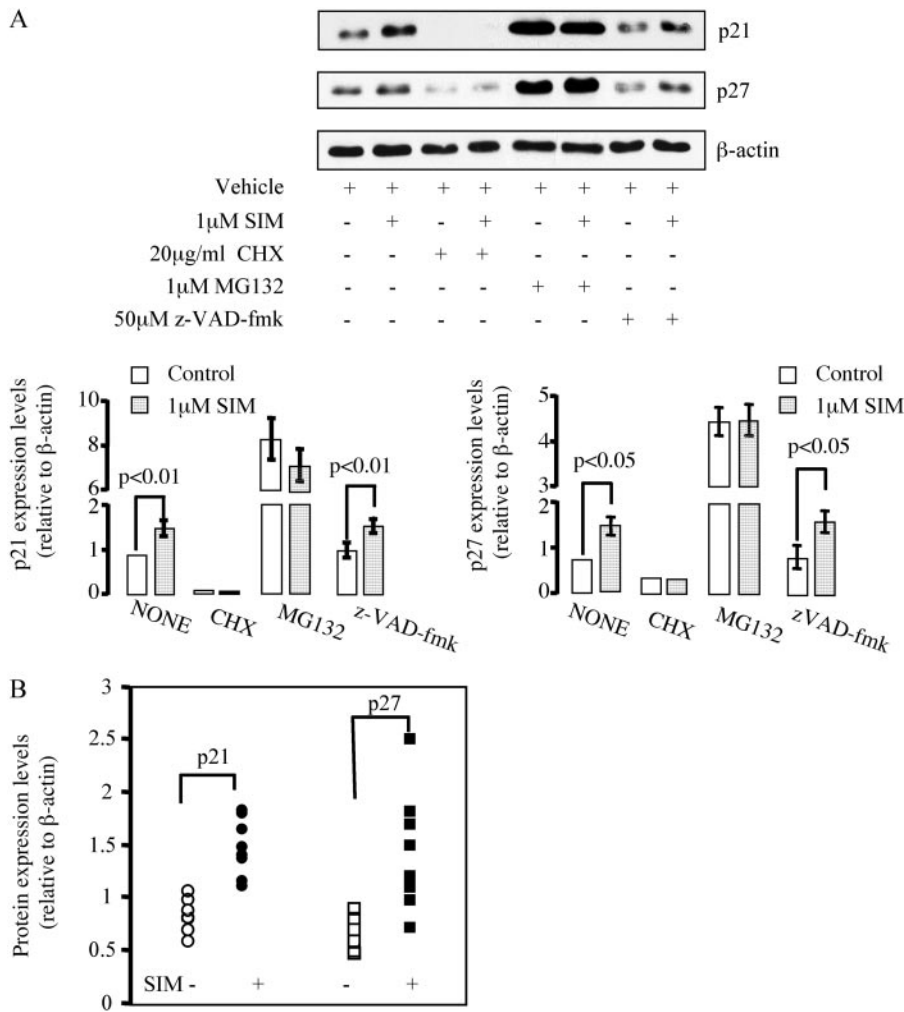 A
p21
p27
β-actin
Vehicle + + + + + + + +
1μM SIM - + - + - + - +
20μg/ml CHX - - + + - - - -
1μM MG132 - - - - + + - -
50μM z-VAD-fmk - - - - - - + +
p21 expression levels
(relative to β-actin)
10
8
6
2
1
0
Control
1μM SIM
p<0.01
p<0.01
NONE
CHX
MG132
z-VAD-fmk
p27 expression levels
(relative to β-actin)
5
4
3
2
1
0
Control
1μM SIM
p<0.05
p<0.05
NONE
CHX
MG132
zVAD-fmk
B
Protein expression levels
(relative to β-actin)
3
2.5
2
1.5
1
0.5
0
p21
p27
SIM - + - +